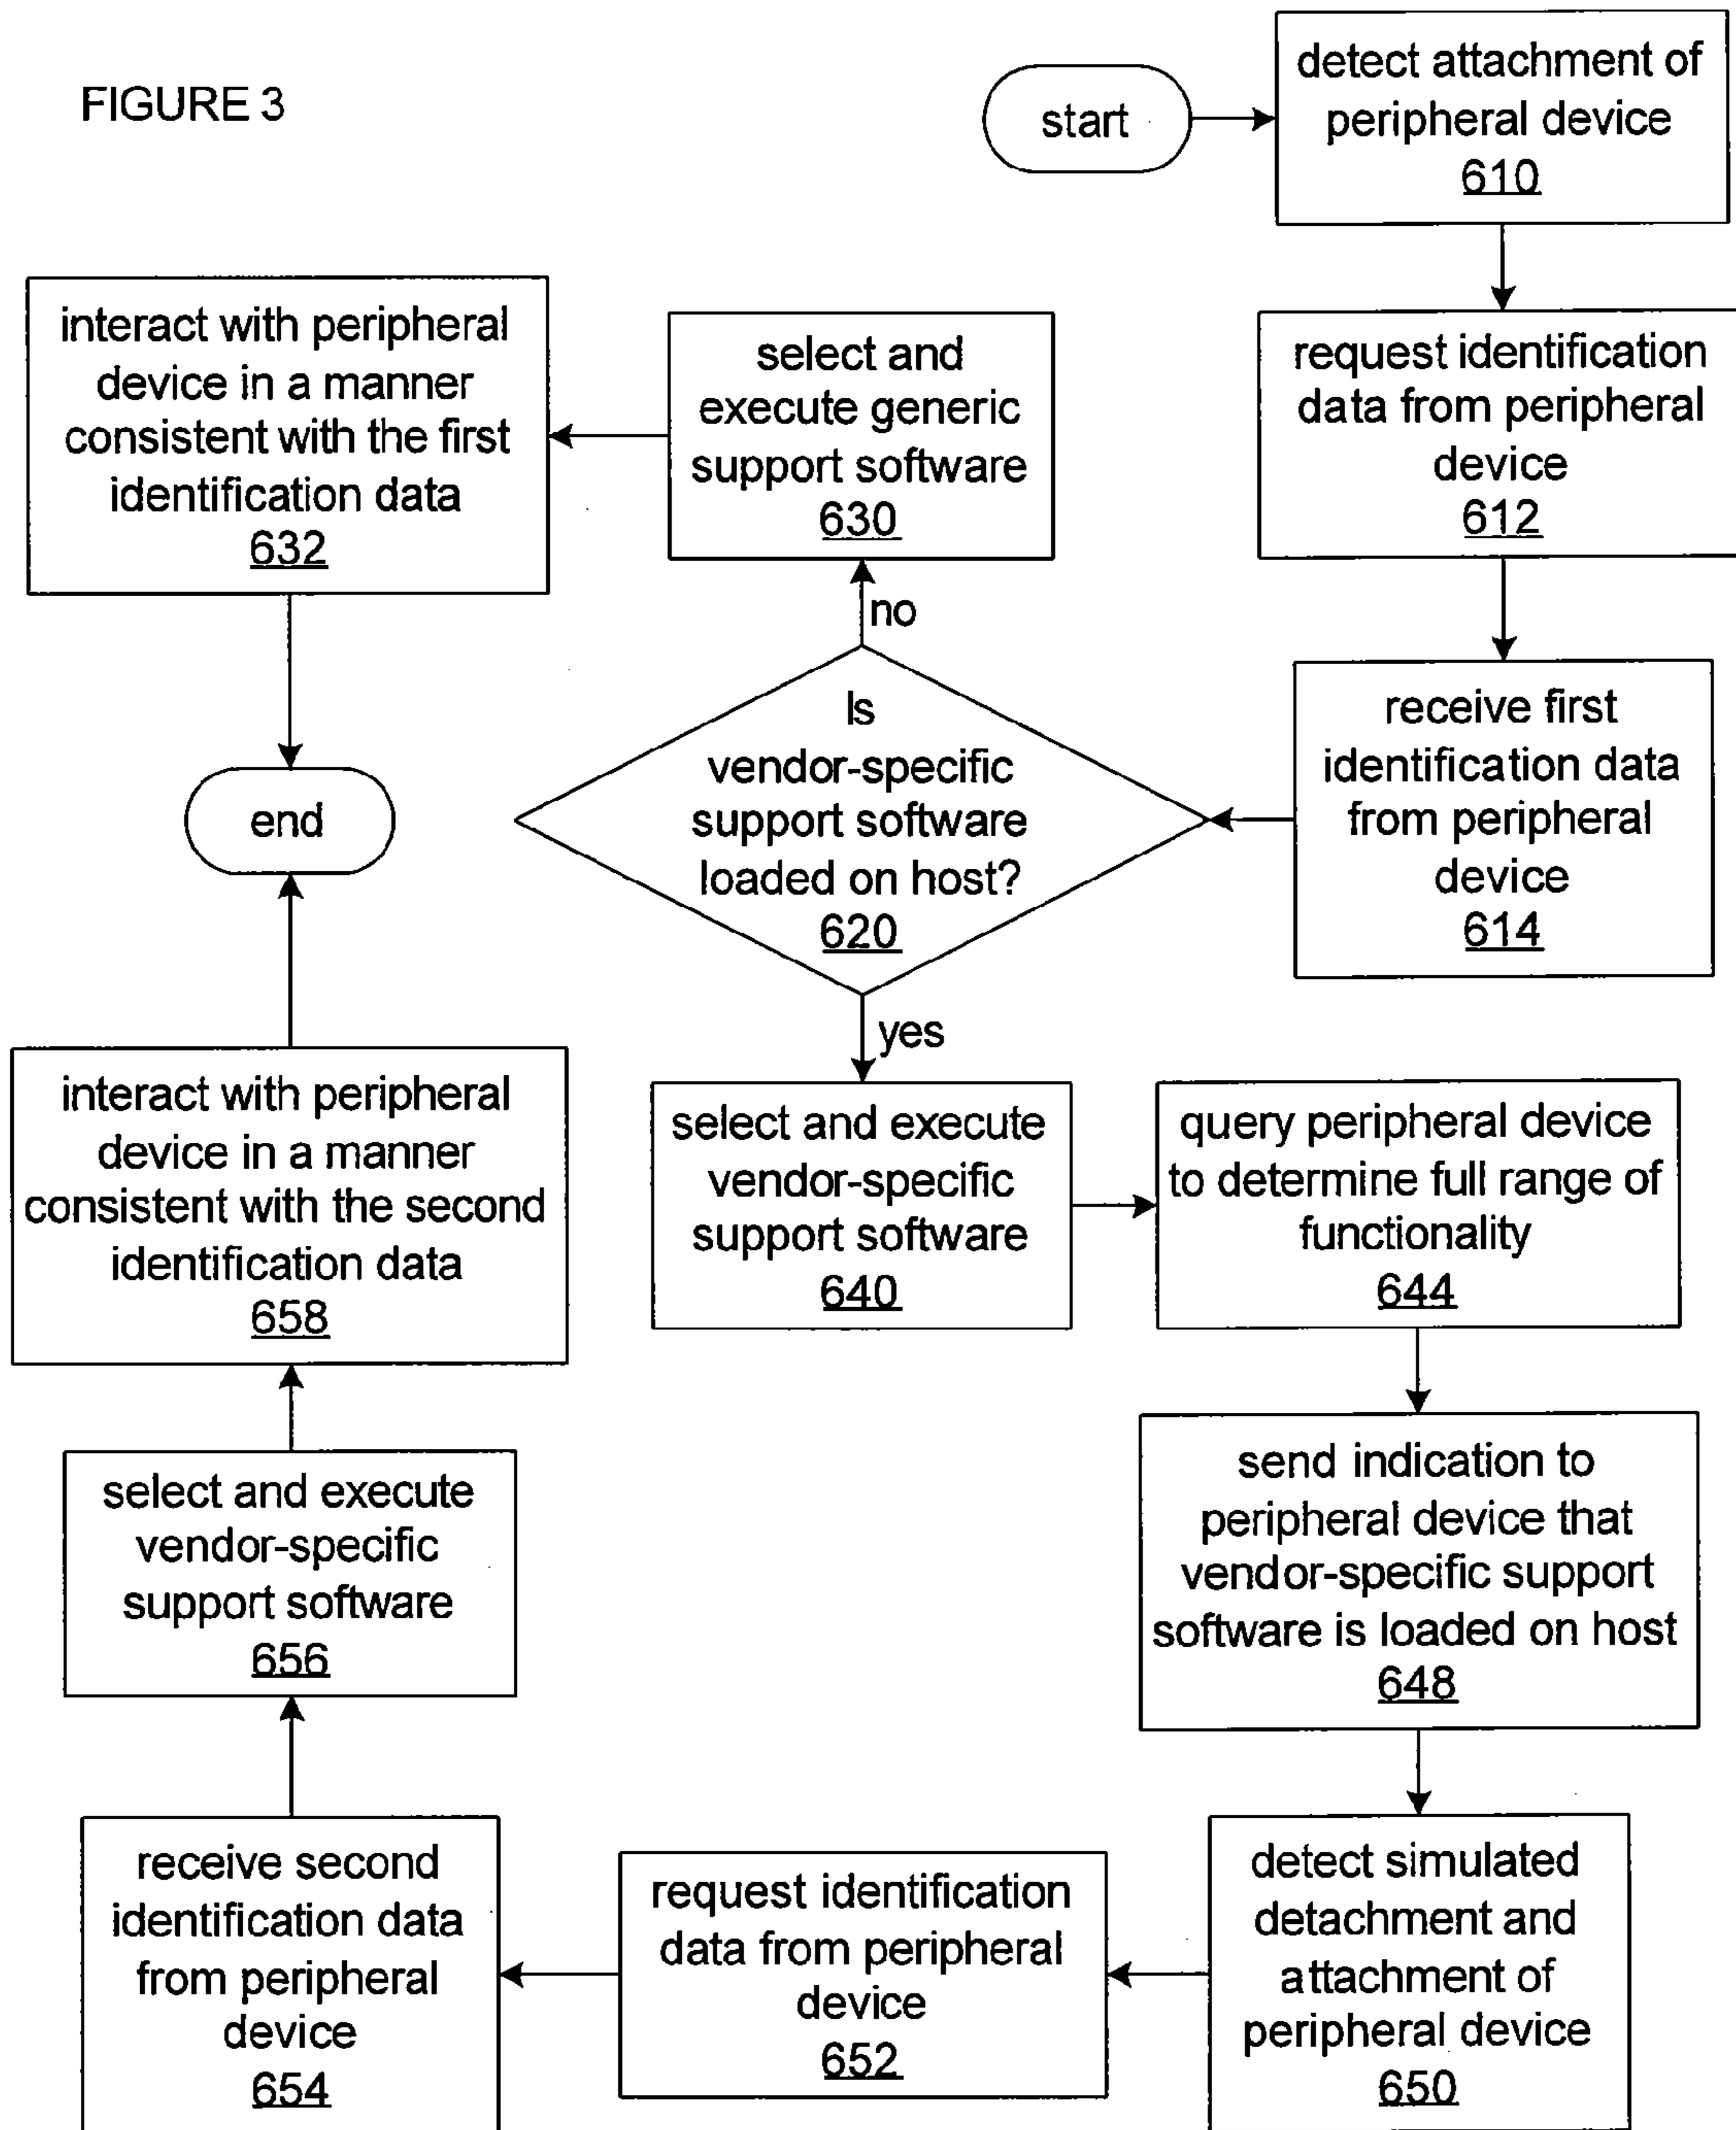 FIGURE 3
start
detect attachment of
peripheral device
610
request identification
data from peripheral
device
612
receive first
identification data
from peripheral
device
614
Is
vendor-specific
support software
loaded on host?
620
no
select and
execute generic
support software
630
interact with peripheral
device in a manner
consistent with the first
identification data
632
end
yes
select and execute
vendor-specific
support software
640
query peripheral device
to determine full range of
functionality
644
send indication to
peripheral device that
vendor-specific support
software is loaded on host
648
detect simulated
detachment and
attachment of
peripheral device
650
request identification
data from peripheral
device
652
receive second
identification data
from peripheral
device
654
select and execute
vendor-specific
support software
656
interact with peripheral
device in a manner
consistent with the second
identification data
658